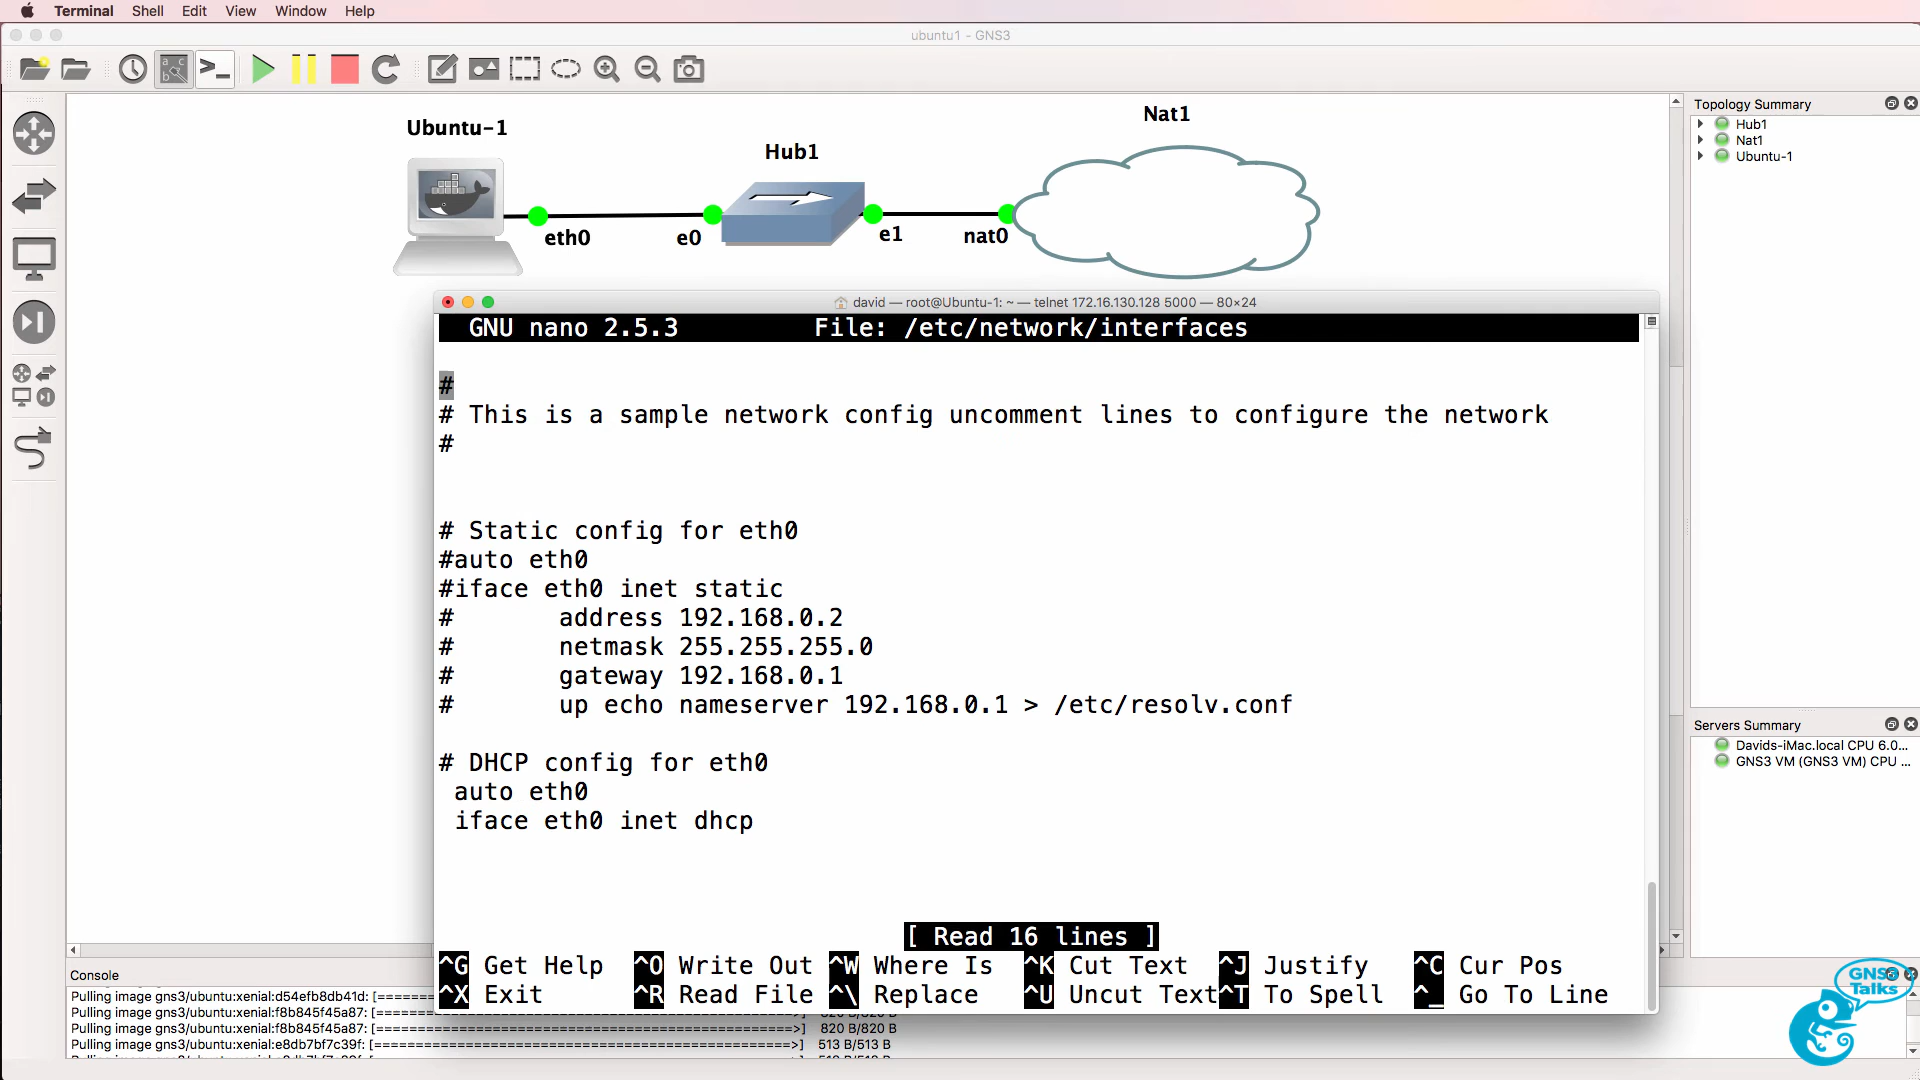 Terminal Shell Edit View Window Help
ubuntu1 - GNS3
Nat1
Ubuntu-1
Hub1
eth0 e0 e1 nat0
Topology Summary
Hub1
Nat1
Ubuntu-1
david — root@Ubuntu-1: ~ — telnet 172.16.130.128 5000 — 80×24
GNU nano 2.5.3 File: /etc/network/interfaces
#
# This is a sample network config uncomment lines to configure the network
#
# Static config for eth0
#auto eth0
#iface eth0 inet static
# address 192.168.0.2
# netmask 255.255.255.0
# gateway 192.168.0.1
# up echo nameserver 192.168.0.1 > /etc/resolv.conf
# DHCP config for eth0
auto eth0
iface eth0 inet dhcp
[ Read 16 lines ]
^G Get Help ^O Write Out ^W Where Is ^K Cut Text ^J Justify ^C Cur Pos
^X Exit ^R Read File ^\ Replace ^U Uncut Text ^T To Spell ^_ Go To Line
Servers Summary
Davids-iMac.local CPU 6.0...
GNS3 VM (GNS3 VM) CPU ...
Console
Pulling image gns3/ubuntu:xenial:d54efb8db41d: [
Pulling image gns3/ubuntu:xenial:f8b845f45a87: [
Pulling image gns3/ubuntu:xenial:f8b845f45a87: [==================================================>] 820 B/820 B
Pulling image gns3/ubuntu:xenial:e8db7bf7c39f: [==================================================>] 513 B/513 B
GNS3
Talks